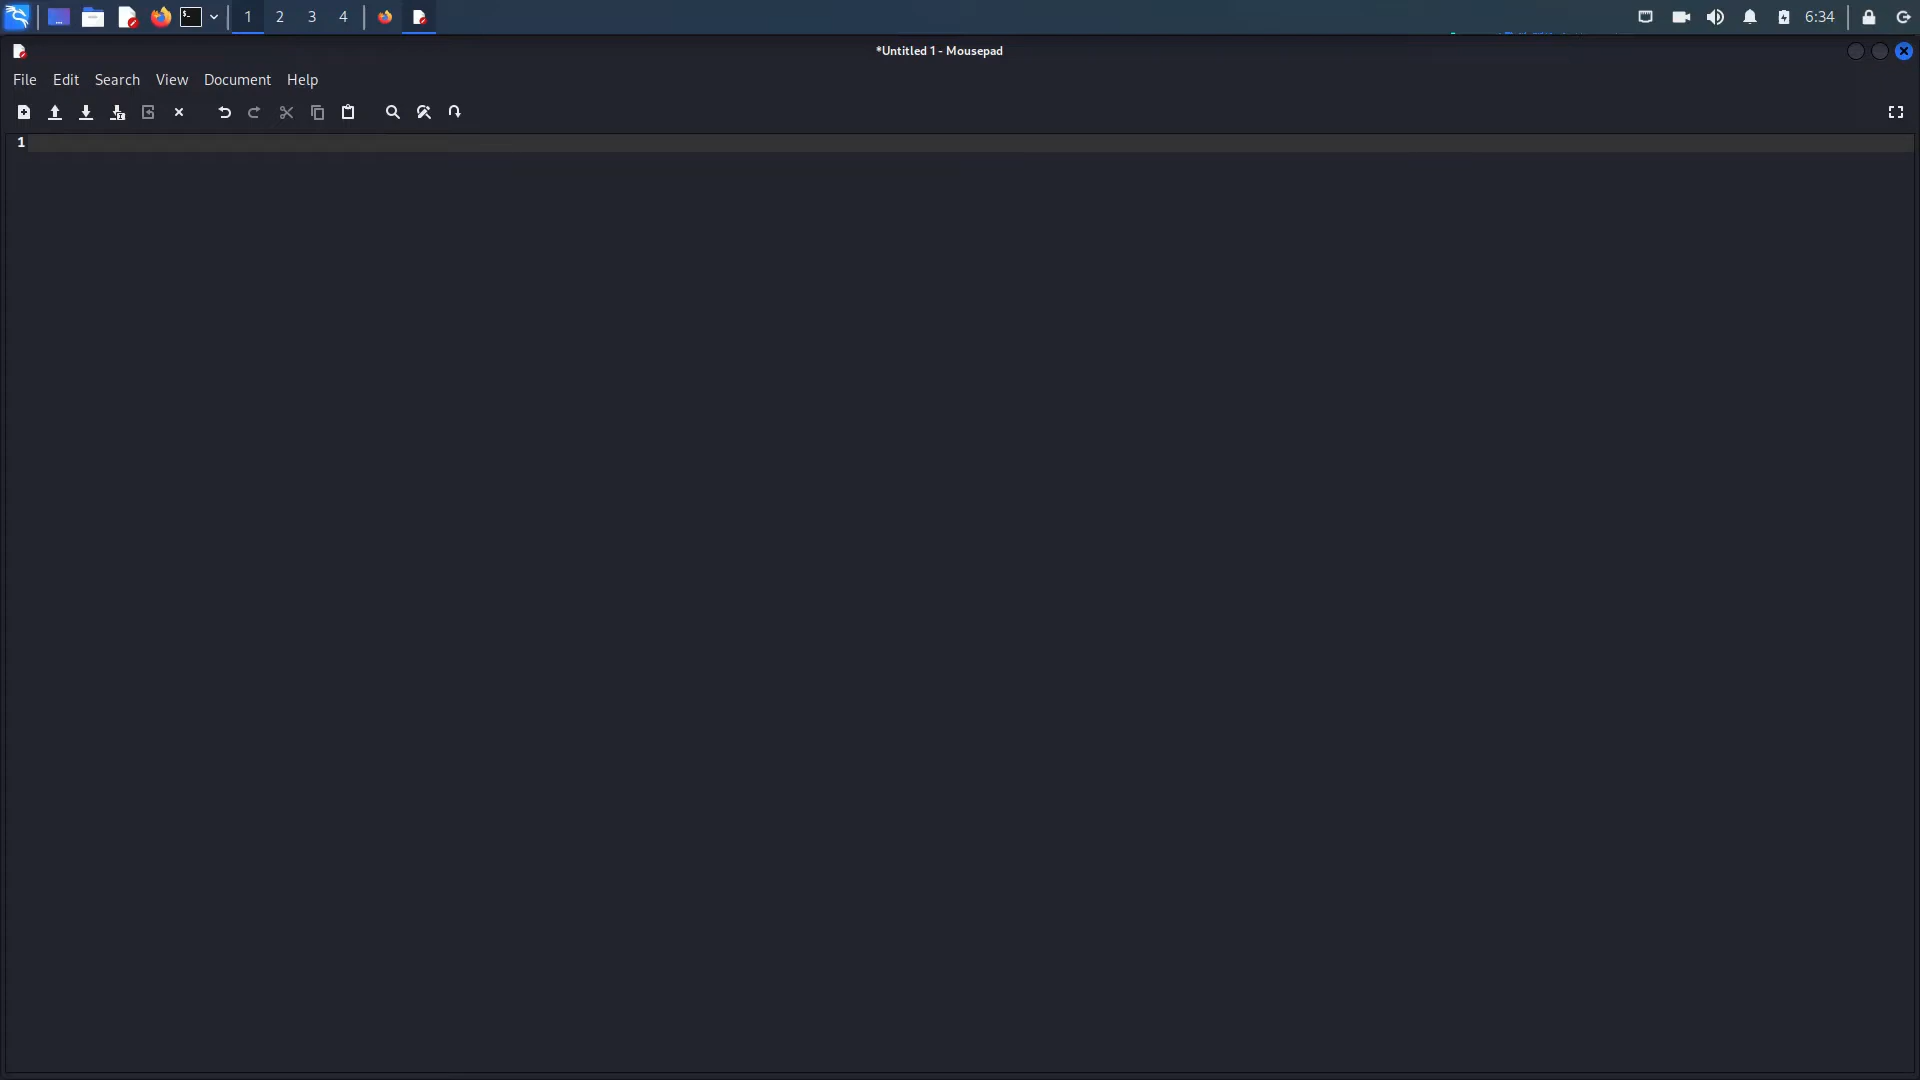 1 2 3 4 6:34
*Untitled 1 - Mousepad
File Edit Search View Document Help
1